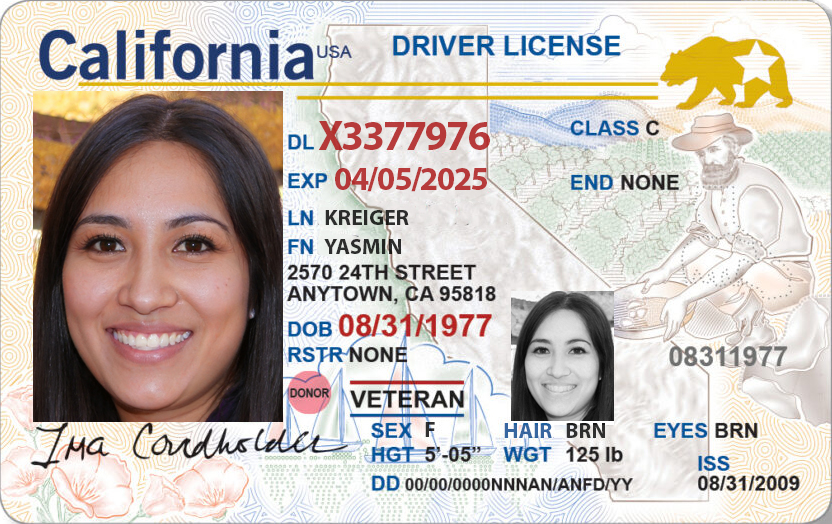 California USA DRIVER LICENSE
DL X3377976 CLASS C
EXP 04/05/2025 END NONE
LN KREIGER
FN YASMIN
2570 24TH STREET
ANYTOWN, CA 95818
DOB 08/31/1977
RSTR NONE 08311977
DONOR VETERAN
Ima Cardholder
SEX F HAIR BRN EYES BRN
HGT 5'-05" WGT 125 lb ISS
DD 00/00/0000NNNAN/ANFD/YY 08/31/2009